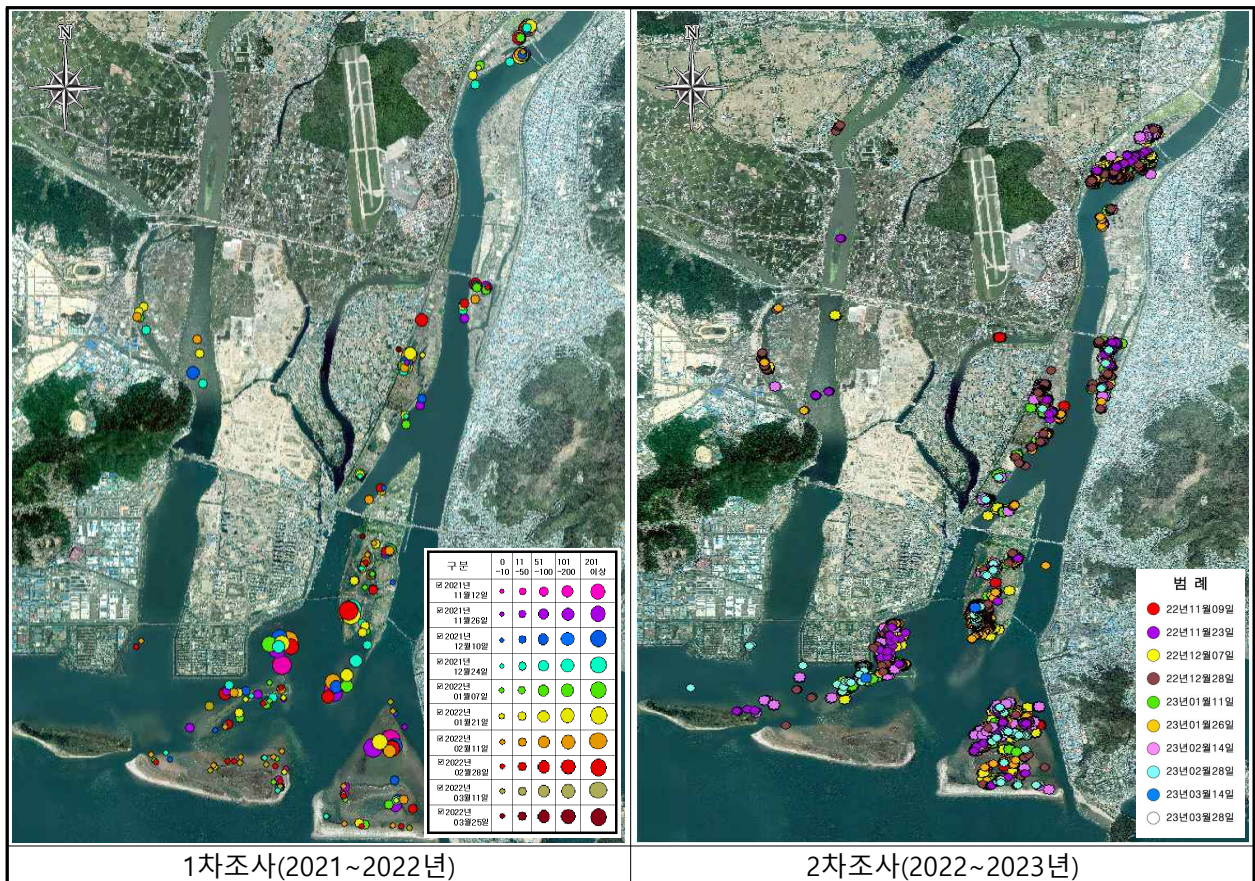 N
N
구분 0 -10 11 -50 51 -100 101 -200 201 이상
2021년 11월12일
2021년 11월26일
2021년 12월10일
2021년 12월24일
2022년 01월07일
2022년 01월21일
2022년 02월11일
2022년 02월28일
2022년 03월11일
2022년 03월25일
범 례
22년11월09일
22년11월23일
22년12월07일
22년12월28일
23년01월11일
23년01월26일
23년02월14일
23년02월28일
23년03월14일
23년03월28일
1차조사(2021~2022년)
2차조사(2022~2023년)